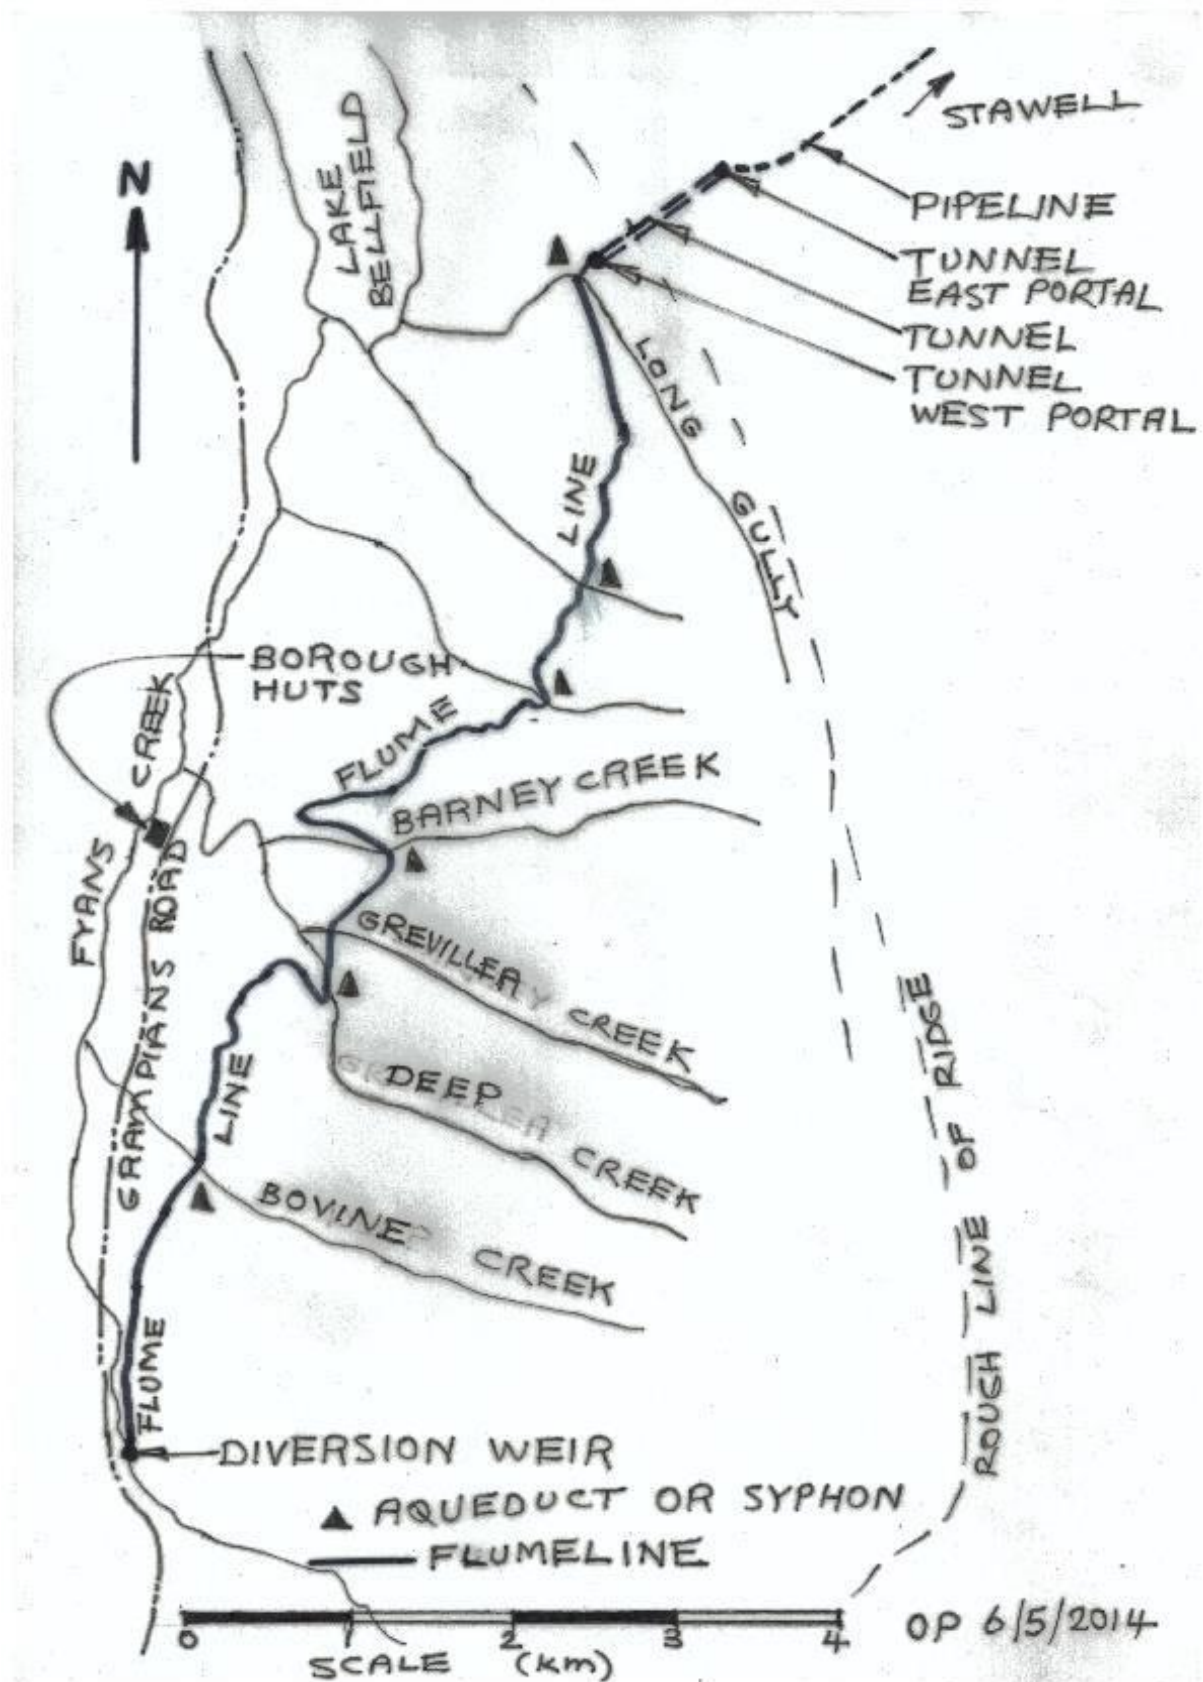 N
LAKE
BELLFIELD
STAWELL
PIPELINE
TUNNEL
EAST PORTAL
TUNNEL
TUNNEL
WEST PORTAL
LONG
GULLY
LINE
BOROUGH
HUTS
FLUME
BARNEY CREEK
FYANS
CREEK
GRAMPIANS ROAD
GREVILLEA CREEK
DEEP
CREEK
LINE
BOVINE
CREEK
FLUME
ROUGH LINE OF RIDGE
DIVERSION WEIR
AQUEDUCT OR SYPHON
FLUMELINE
0 1 2 3 4
SCALE (km)
OP 6/5/2014